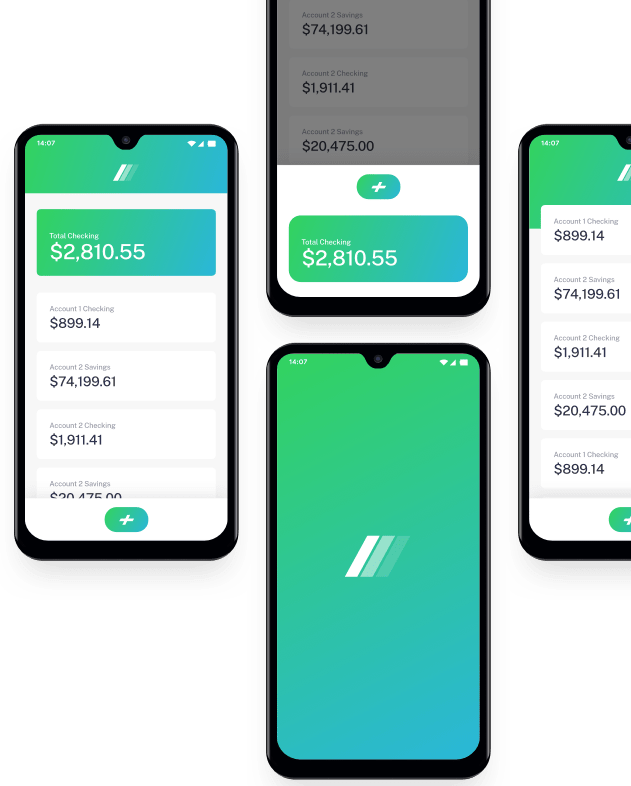 14:07
Total Checking
$2,810.55
Account 1 Checking
$899.14
Account 2 Savings
$74,199.61
Account 2 Checking
$1,911.41
Account 2 Savings
$20,475.00
Account 2 Savings
$74,199.61
Account 2 Checking
$1,911.41
Account 2 Savings
$20,475.00
Total Checking
$2,810.55
14:07
14:07
Account 1 Checking
$899.14
Account 2 Savings
$74,199.61
Account 2 Checking
$1,911.41
Account 2 Savings
$20,475.00
Account 1 Checking
$899.14